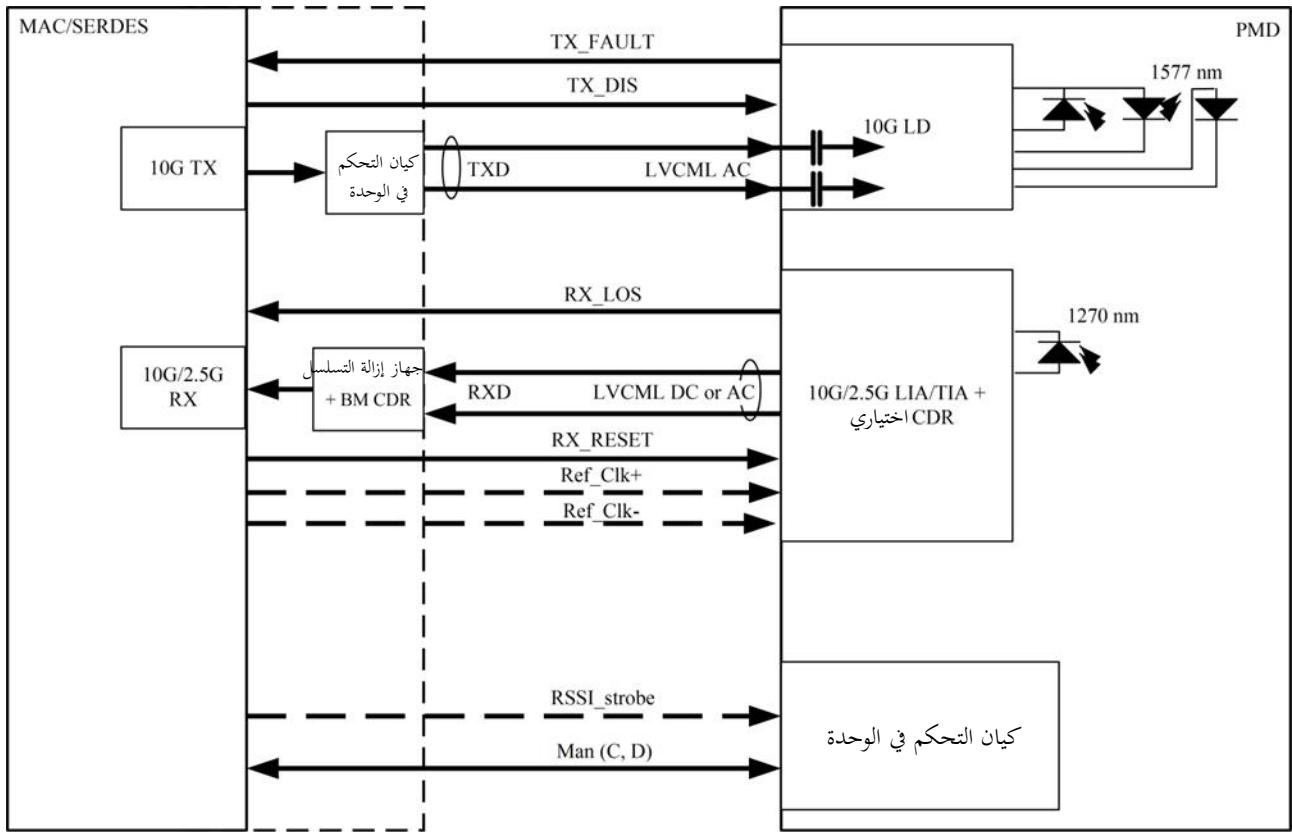 MAC/SERDES
PMD
TX_FAULT
TX_DIS
1577 nm
10G LD
10G TX
كيان التحكم
في الوحدة
TXD
LVCML AC
RX_LOS
1270 nm
10G/2.5G
RX
جهاز إزالة التسلسل
+ BM CDR
RXD
LVCML DC or AC
10G/2.5G LIA/TIA +
اختياري CDR
RX_RESET
Ref_Clk+
Ref_Clk-
RSSI_strobe
Man (C, D)
كيان التحكم في الوحدة